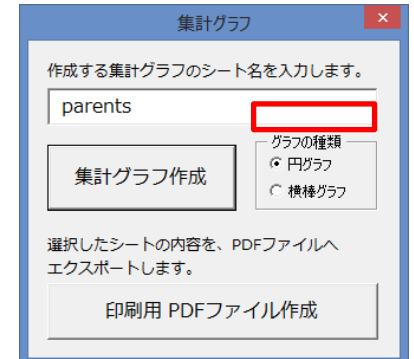 集計グラフ
作成する集計グラフのシート名を入力します。
parents
グラフの種類
集計グラフ作成
円グラフ
横棒グラフ
選択したシートの内容を、PDFファイルへ
エクスポートします。
印刷用 PDFファイル作成